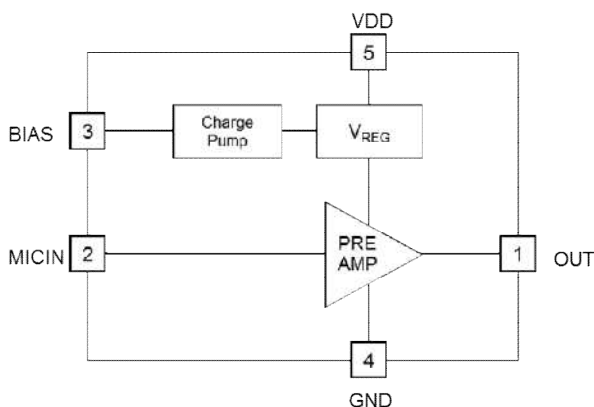 VDD
5
BIAS
3
Charge
Pump
VREG
MICIN
2
PRE
AMP
1
OUT
4
GND